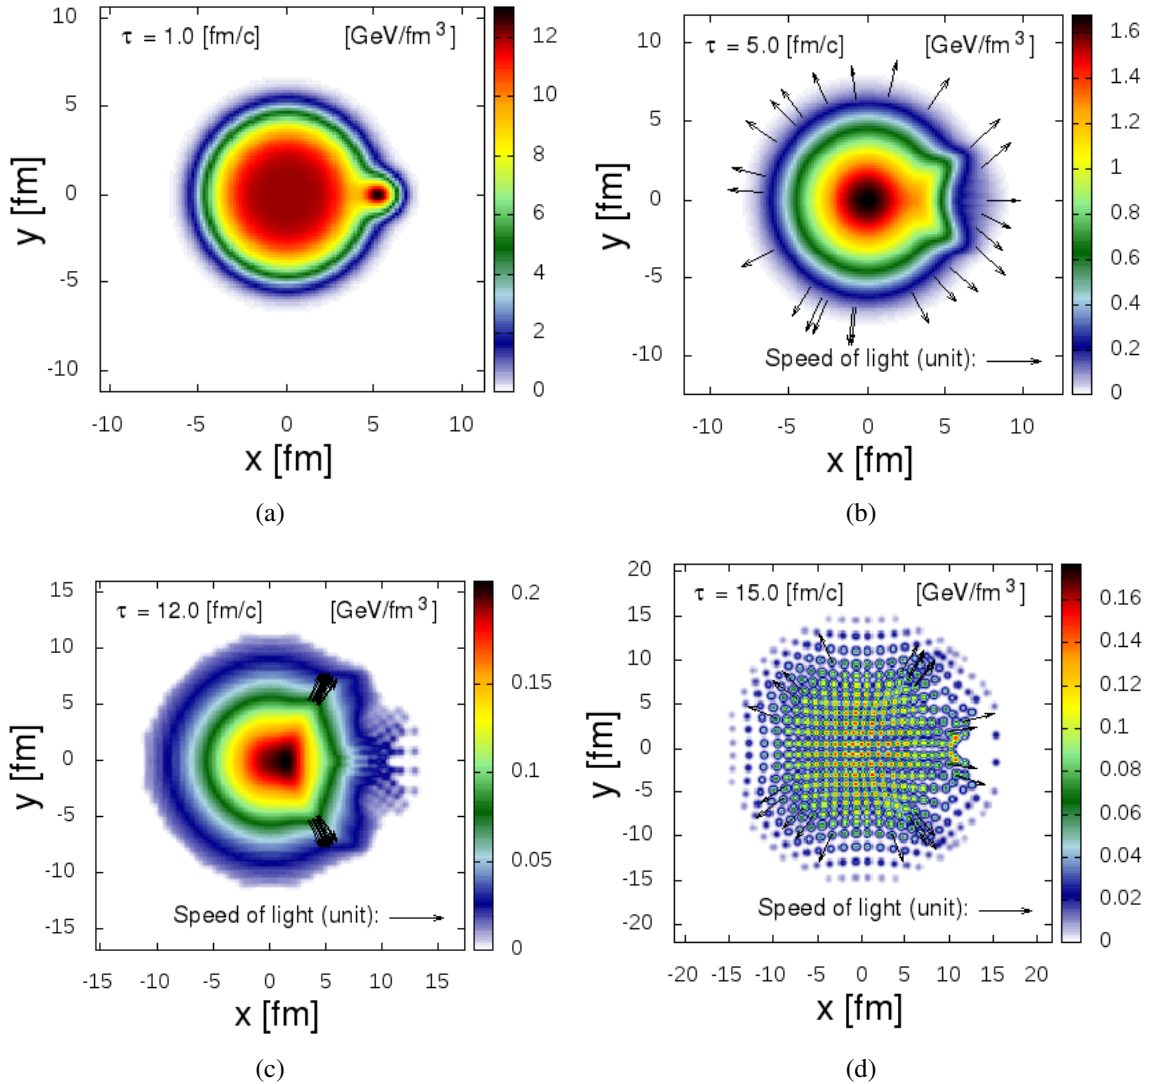 τ = 1.0 [fm/c] [GeV/fm³]
10
5
0
-5
-10
y [fm]
-10 -5 0 5 10
x [fm]
12
10
8
6
4
2
0
(a)
τ = 5.0 [fm/c] [GeV/fm³]
10
5
0
-5
-10
y [fm]
Speed of light (unit):
-10 -5 0 5 10
x [fm]
1.6
1.4
1.2
1
0.8
0.6
0.4
0.2
0
(b)
τ = 12.0 [fm/c] [GeV/fm³]
15
10
5
0
-5
-10
-15
y [fm]
Speed of light (unit):
-15 -10 -5 0 5 10 15
x [fm]
0.2
0.15
0.1
0.05
0
(c)
τ = 15.0 [fm/c] [GeV/fm³]
20
15
10
5
0
-5
-10
-15
-20
y [fm]
Speed of light (unit):
-20 -15 -10 -5 0 5 10 15 20
x [fm]
0.16
0.14
0.12
0.1
0.08
0.06
0.04
0.02
0
(d)